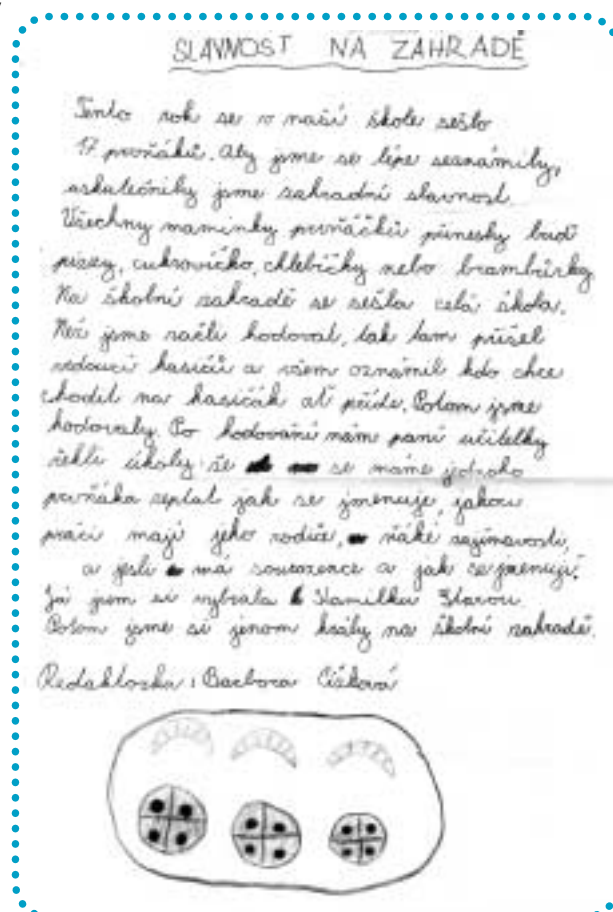 SLAVNOST NA ZAHRADĚ
Tento rok se v naší škole sešlo
17 prvňáků. Aby jsme se lépe seznámily,
uskutečnily jsme zahradní slavnost.
Všechny maminky prvňáčků přinesly buď
pizzy, cukrovíčko, chlebíčky nebo brambůrky
Na školní zahradě se sešla celá škola.
Než jsme začli hodovat, tak tam přišel
vedoucí hasičů a všem oznámil kdo chce
chodit na hasičák ať příde. Potom jsme
hodovaly. Po hodování nám paní učitelky
řekli úkoly že se máme jednoho
prvňáka zeptat jak se jmenuje, jakou
práci mají jeho rodiče, ňáké zajímavosti,
a jesli má sourozence a jak se jmenují.
Já jsem si vybrala Kamilku
Potom jsme si jenom hrály na školní zahradě.
Redaktorka: Barbora Čížková